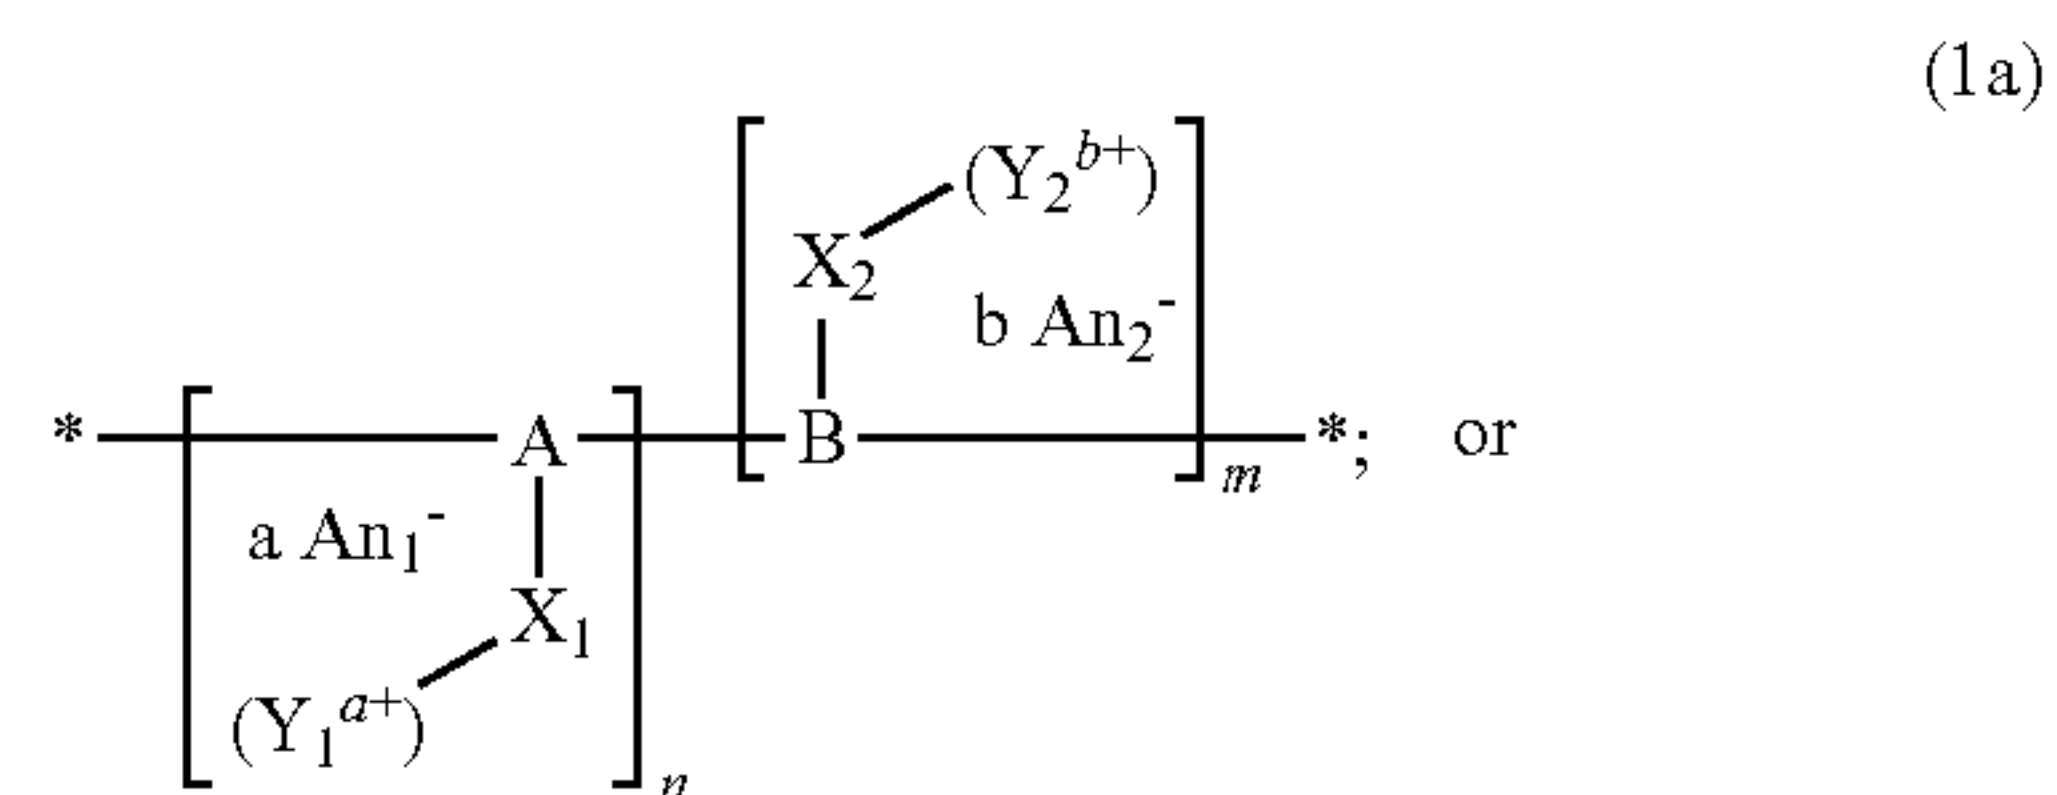 (1a)
(Y₂ᵇ⁺)
X₂
b An₂⁻
* A B *; or
m
a An₁⁻
X₁
(Y₁ᵃ⁺)
n